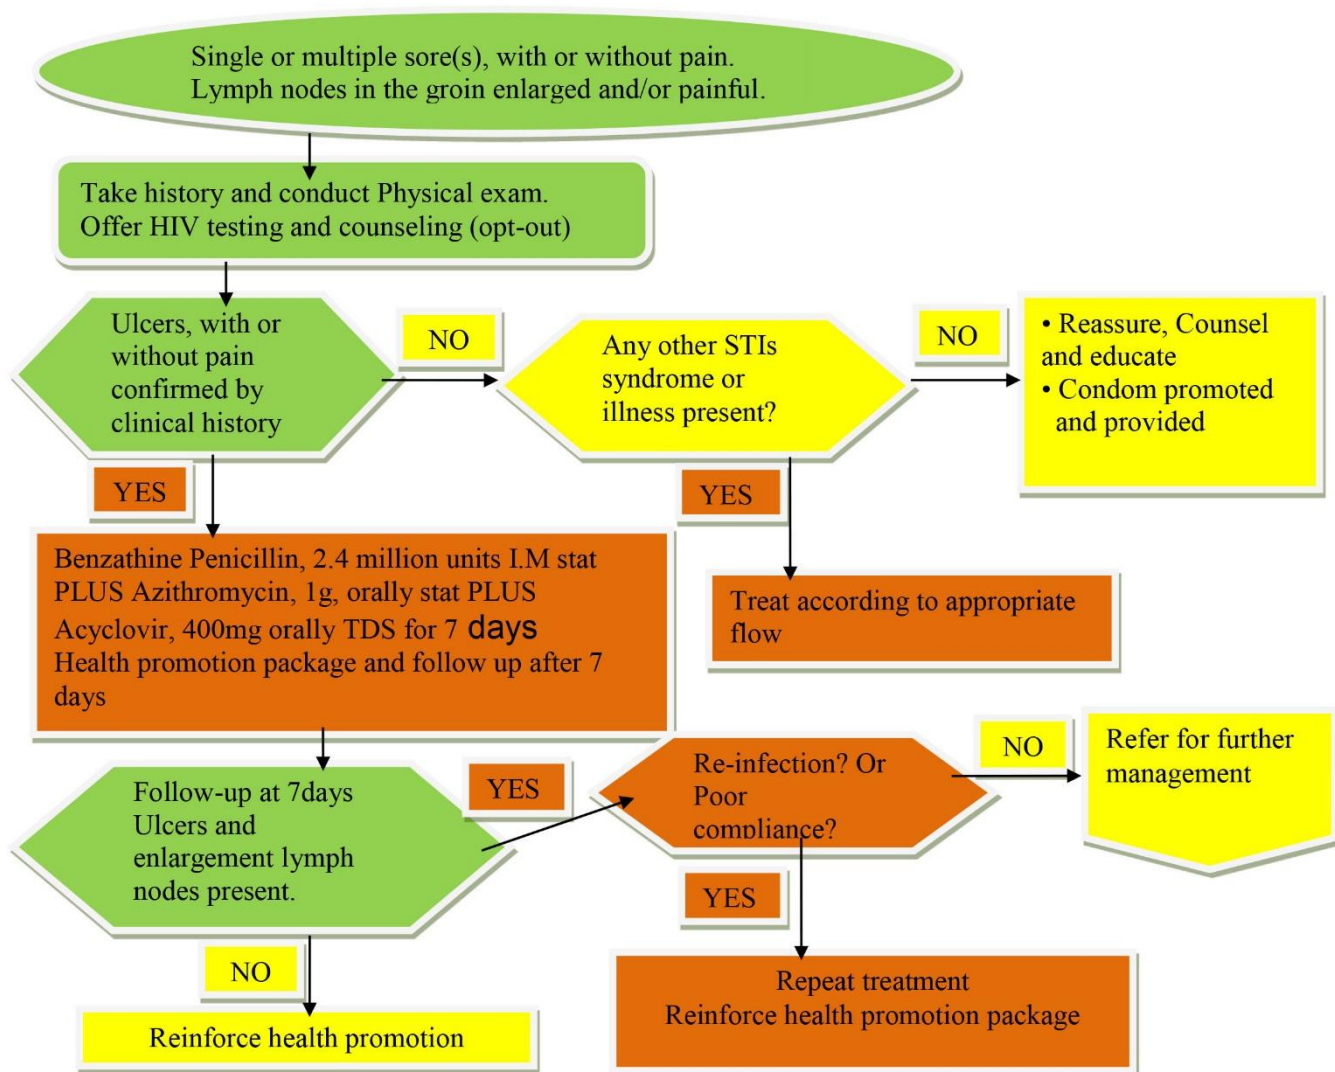 Single or multiple sore(s), with or without pain.
Lymph nodes in the groin enlarged and/or painful.
Take history and conduct Physical exam.
Offer HIV testing and counseling (opt-out)
Ulcers, with or
without pain
confirmed by
clinical history
NO
Any other STIs
syndrome or
illness present?
NO
• Reassure, Counsel
and educate
• Condom promoted
and provided
YES
YES
Benzathine Penicillin, 2.4 million units I.M stat
PLUS Azithromycin, 1g, orally stat PLUS
Acyclovir, 400mg orally TDS for 7 days
Health promotion package and follow up after 7
days
Treat according to appropriate
flow
Follow-up at 7days
Ulcers and
enlargement lymph
nodes present.
YES
Re-infection? Or
Poor
compliance?
NO
Refer for further
management
NO
YES
Reinforce health promotion
Repeat treatment
Reinforce health promotion package